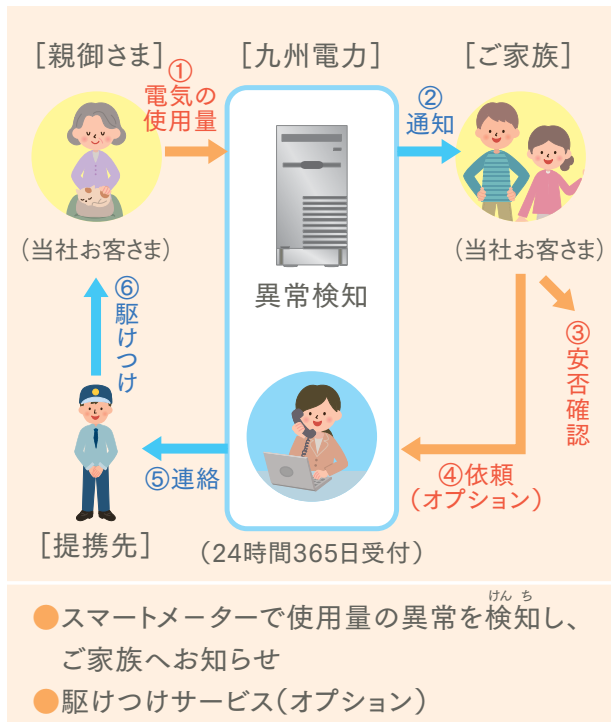 ［親御さま］
［九州電力］
［ご家族］
①
電気の
使用量
②
通知
（当社お客さま）
異常検知
（当社お客さま）
③
安否確認
④依頼
（オプション）
⑤連絡
⑥
駆けつけ
［提携先］
（24時間365日受付）
●スマートメーターで使用量の異常を検知し、
けんち
ご家族へお知らせ
●駆けつけサービス（オプション）